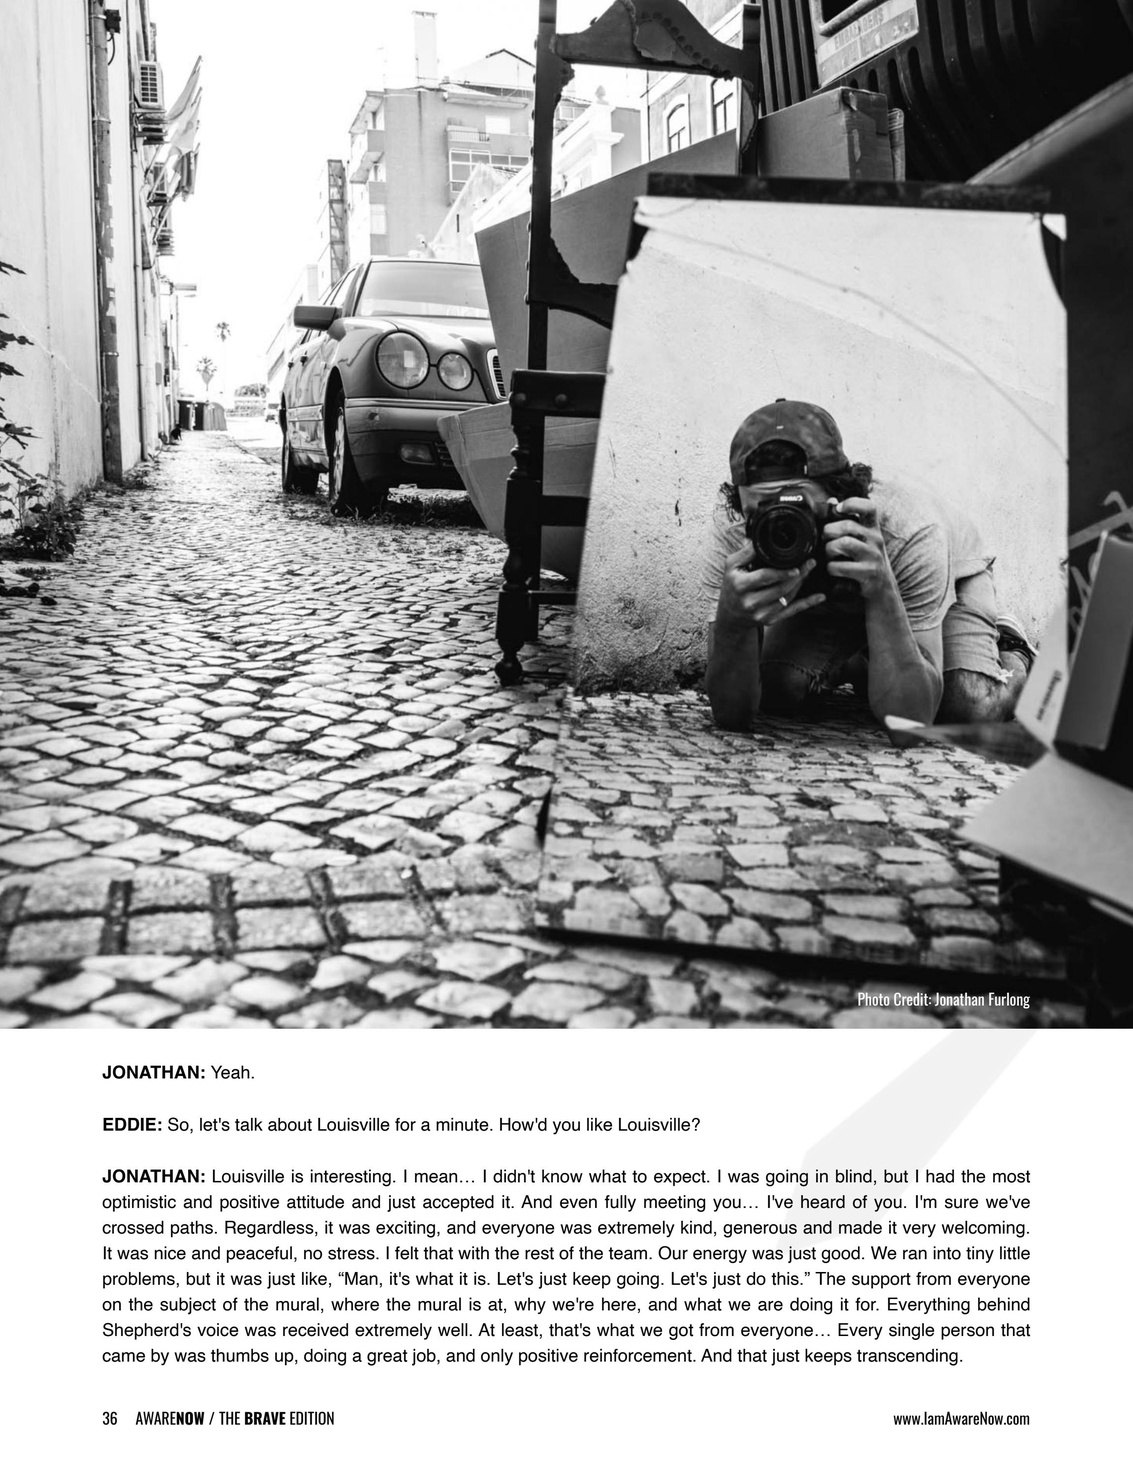 Canon
Photo Credit: Jonathan Furlong
JONATHAN: Yeah.
EDDIE: So, let's talk about Louisville for a minute. How'd you like Louisville?
JONATHAN: Louisville is interesting. I mean… I didn't know what to expect. I was going in blind, but I had the most
optimistic and positive attitude and just accepted it. And even fully meeting you… I've heard of you. I'm sure we've
crossed paths. Regardless, it was exciting, and everyone was extremely kind, generous and made it very welcoming.
It was nice and peaceful, no stress. I felt that with the rest of the team. Our energy was just good. We ran into tiny little
problems, but it was just like, “Man, it's what it is. Let's just keep going. Let's just do this.” The support from everyone
on the subject of the mural, where the mural is at, why we're here, and what we are doing it for. Everything behind
Shepherd's voice was received extremely well. At least, that's what we got from everyone… Every single person that
came by was thumbs up, doing a great job, and only positive reinforcement. And that just keeps transcending.
36 AWARENOW / THE BRAVE EDITION
www.IamAwareNow.com